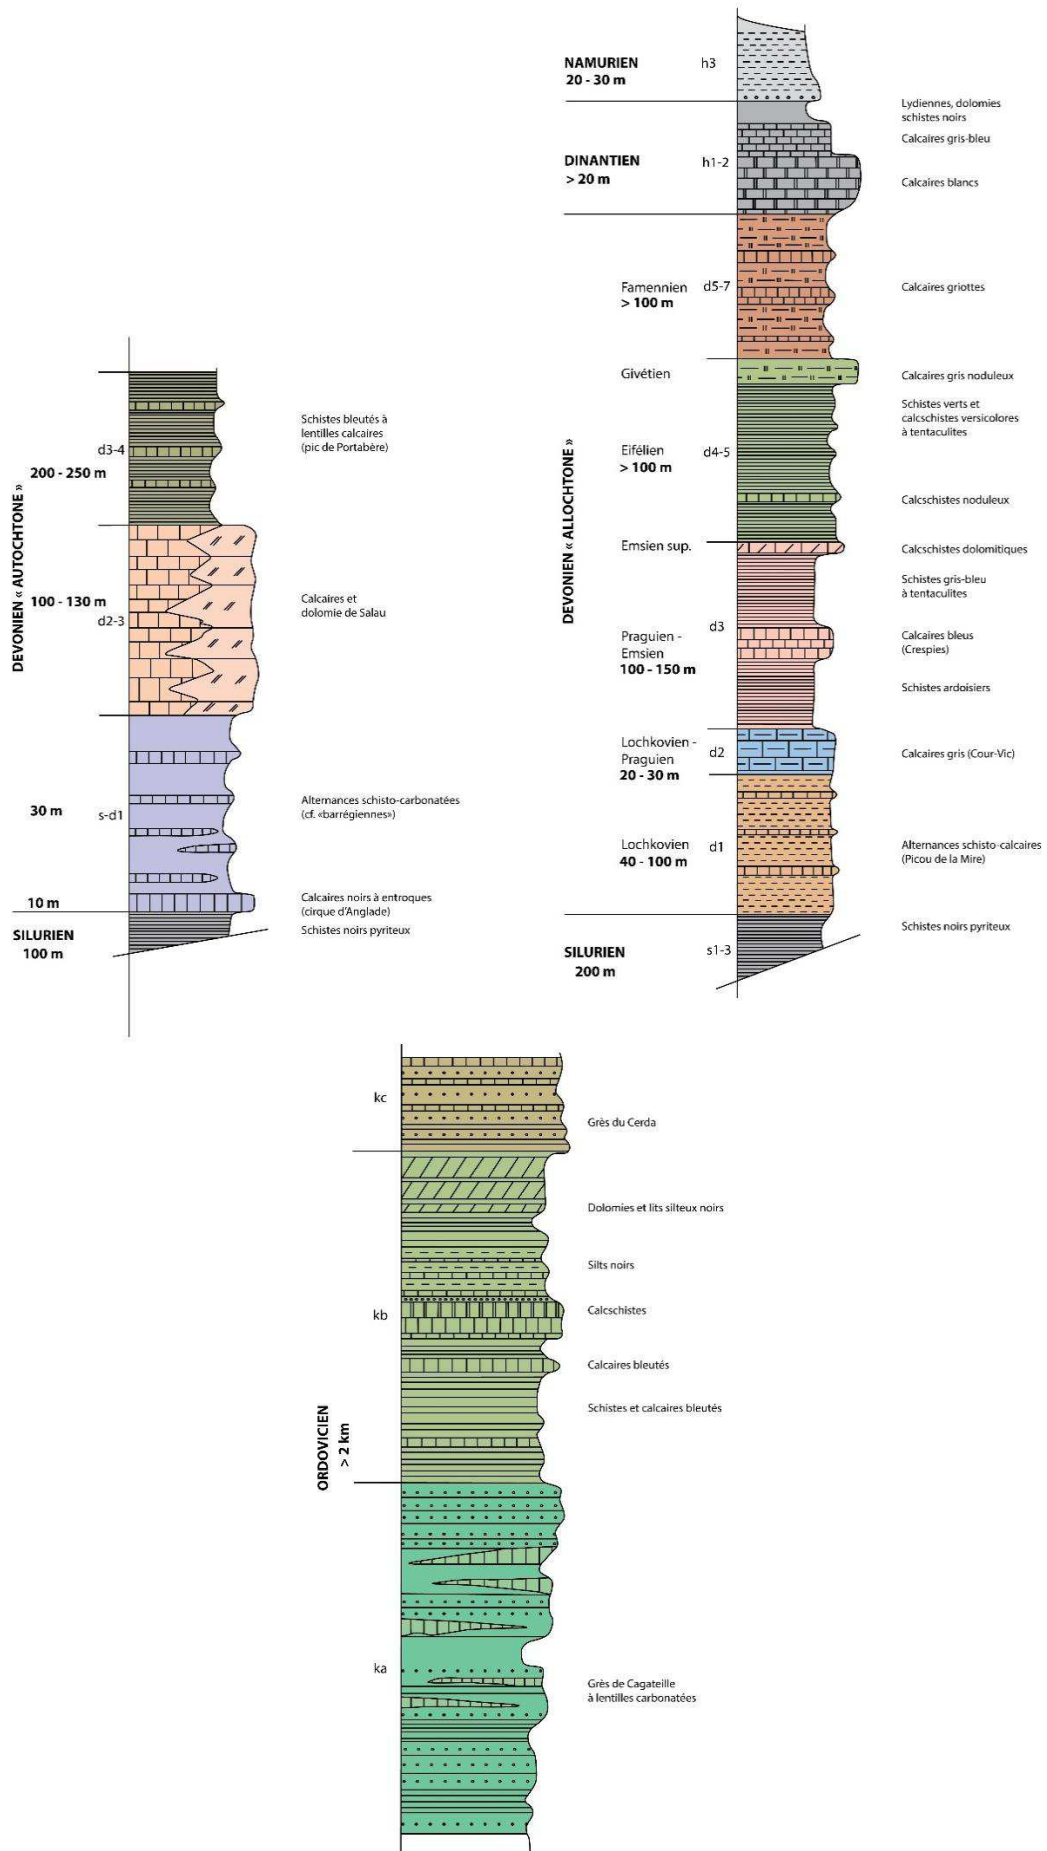 NAMURIEN
20 - 30 m
h3
Lydiennes, dolomies
schistes noirs
Calcaires gris-bleu
DINANTIEN
> 20 m
h1-2
Calcaires blancs
Famennien
> 100 m
d5-7
Calcaires griottes
Givétien
Calcaires gris noduleux
Schistes verts et
calcschistes versicolores
à tentaculites
Eifélien
> 100 m
d4-5
Calcschistes noduleux
DEVONIEN « ALLOCHTONE »
Emsien sup.
Calcschistes dolomitiques
Schistes gris-bleu
à tentaculites
d3
Praguien -
Emsien
100 - 150 m
Calcaires bleus
(Crespies)
Schistes ardoisiers
Lochkovien -
Praguien
20 - 30 m
d2
Calcaires gris (Cour-Vic)
Lochkovien
40 - 100 m
d1
Alternances schisto-calcaires
(Picou de la Mire)
Schistes noirs pyriteux
SILURIEN
200 m
s1-3
DEVONIEN « AUTOCHTONE »
d3-4
200 - 250 m
Schistes bleutés à
lentilles calcaires
(pic de Portabère)
100 - 130 m
d2-3
Calcaires et
dolomie de Salau
30 m
s-d1
Alternances schisto-carbonatées
(cf. «barrégiennes»)
10 m
Calcaires noirs à entroques
(cirque d'Anglade)
SILURIEN
100 m
Schistes noirs pyriteux
kc
Grès du Cerda
Dolomies et lits silteux noirs
Silts noirs
kb
Calcschistes
Calcaires bleutés
Schistes et calcaires bleutés
ORDOVICIEN
> 2 km
ka
Grès de Cagateille
à lentilles carbonatées